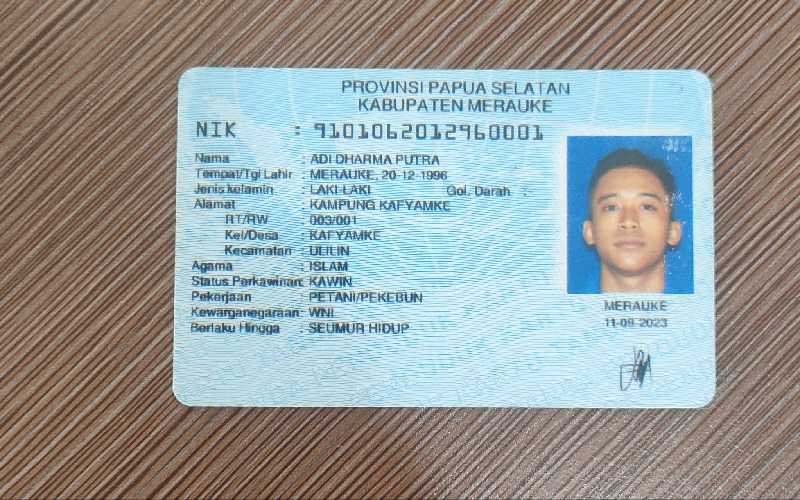 PROVINSI PAPUA SELATAN
KABUPATEN MERAUKE
NIK : 9101062012960001
Nama : ADI DHARMA PUTRA
Tempat/Tgl Lahir : MERAUKE, 20-12-1996
Jenis kelamin : LAKI-LAKI Gol. Darah :
Alamat : KAMPUNG KAFYAMKE
RT/RW : 003/001
Kel/Desa : KAFYAMKE
Kecamatan : ULILIN
Agama : ISLAM
Status Perkawinan: KAWIN
Pekerjaan : PETANI/PEKEBUN
Kewarganegaraan: WNI
Berlaku Hingga : SEUMUR HIDUP
MERAUKE
11-09-2023